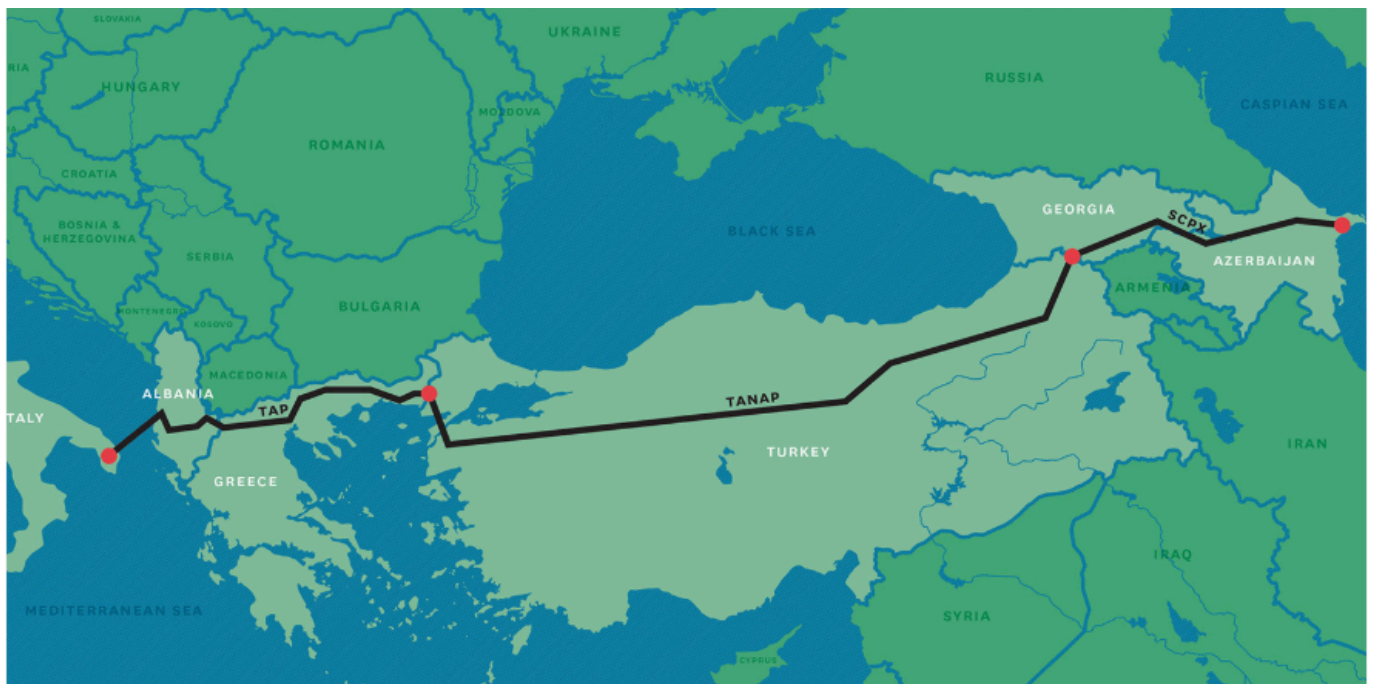 SLOVAKIA
UKRAINE
RIA
HUNGARY
RUSSIA
CASPIAN SEA
MOLDOVA
ROMANIA
CROATIA
BOSNIA &
HERZEGOVINA
GEORGIA
SCPX
BLACK SEA
SERBIA
AZERBAIJAN
ARMENIA
BULGARIA
MONTENEGRO
KOSOVO
MACEDONIA
ALBANIA
TANAP
TAP
TALY
TURKEY
IRAN
GREECE
IRAQ
MEDITERRANEAN SEA
SYRIA
CYPRUS